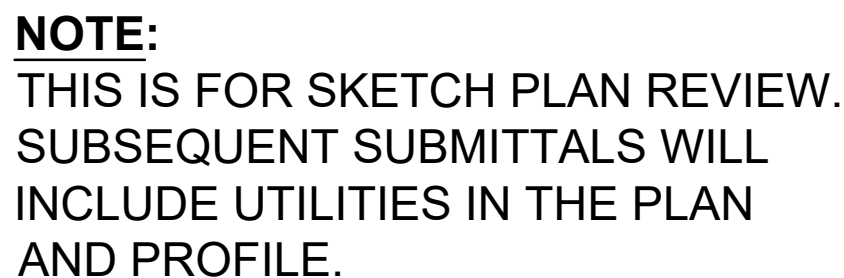 NOTE:
THIS IS FOR SKETCH PLAN REVIEW.
SUBSEQUENT SUBMITTALS WILL
INCLUDE UTILITIES IN THE PLAN
AND PROFILE.